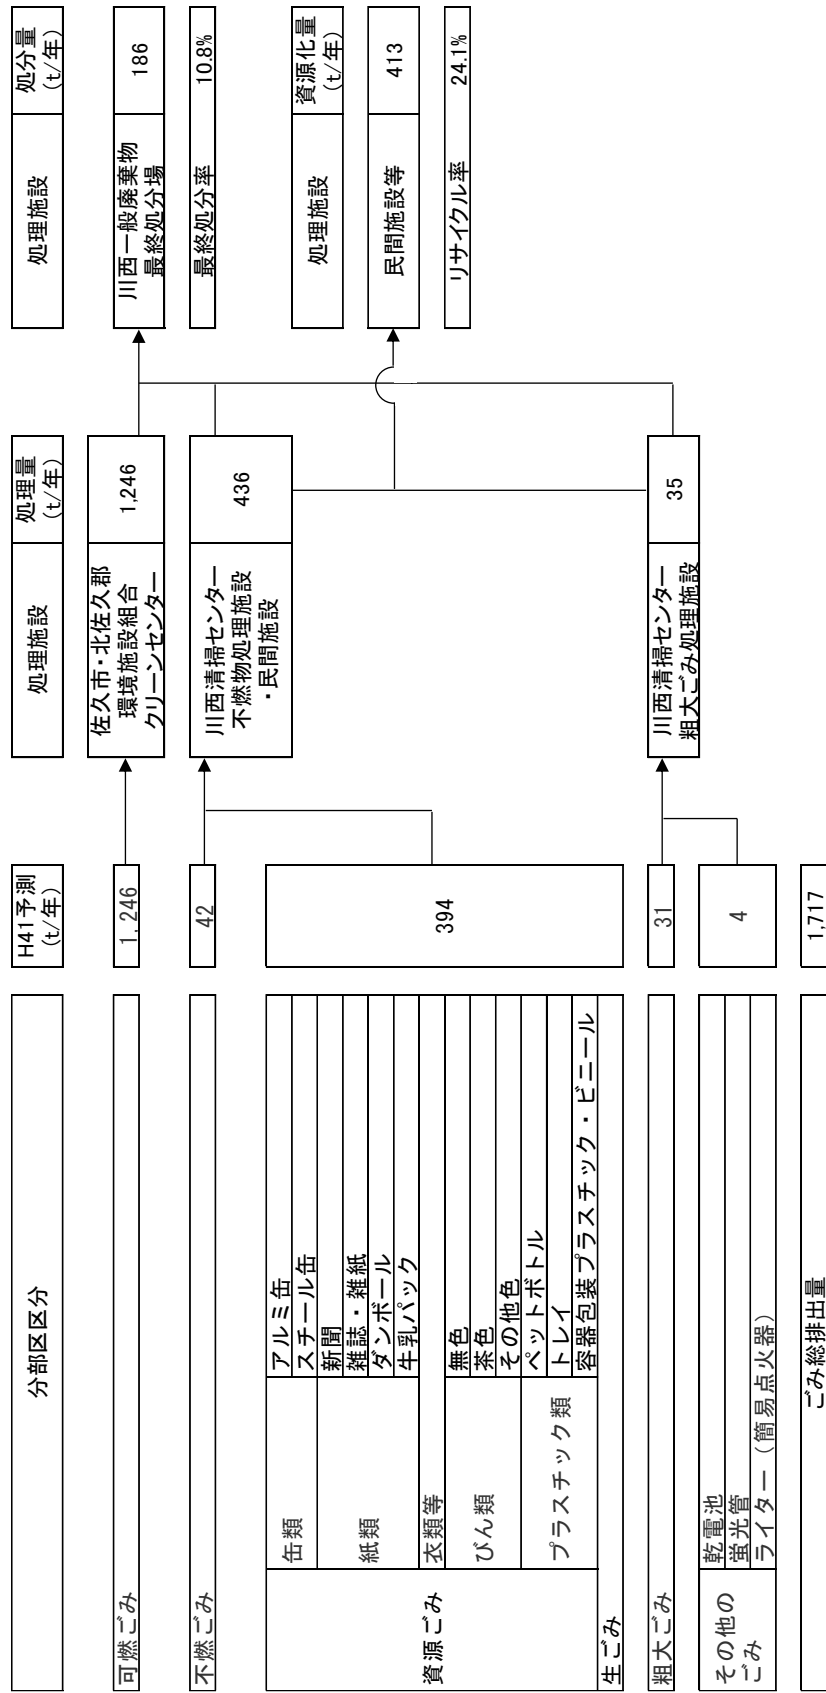 分部区区分
H41予測
(t/年)
処理施設
処理量
(t/年)
処理施設
処分量
(t/年)
可燃ごみ
1,246
佐久市・北佐久郡
環境施設組合
クリーンセンター
1,246
川西一般廃棄物
最終処分場
186
不燃ごみ
42
川西清掃センター
不燃物処理施設
・民間施設
436
最終処分率
10.8%
資源ごみ
缶類
アルミ缶
スチール缶
紙類
新聞
雑誌・雑紙
ダンボール
牛乳パック
衣類等
びん類
無色
茶色
その他色
プラスチック類
ペットボトル
トレイ
容器包装プラスチック・ビニール
生ごみ
394
処理施設
資源化量
(t/年)
民間施設等
413
リサイクル率
24.1%
粗大ごみ
31
川西清掃センター
粗大ごみ処理施設
35
その他の
ごみ
乾電池
蛍光管
ライター（簡易点火器）
4
ごみ総排出量
1,717